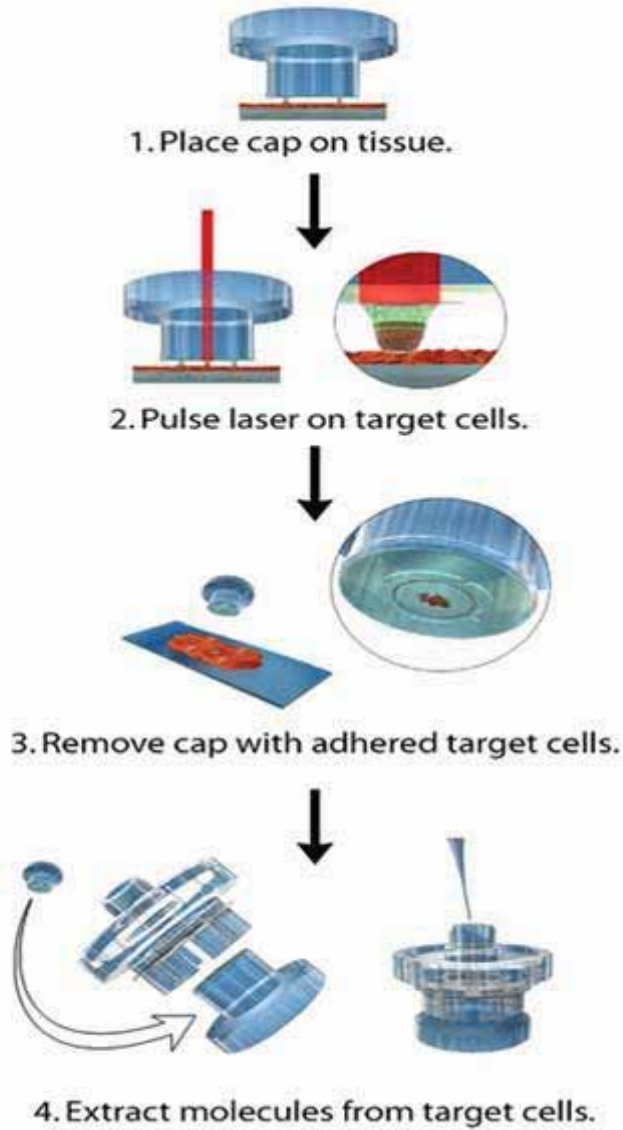 1. Place cap on tissue.
2. Pulse laser on target cells.
3. Remove cap with adhered target cells.
4. Extract molecules from target cells.